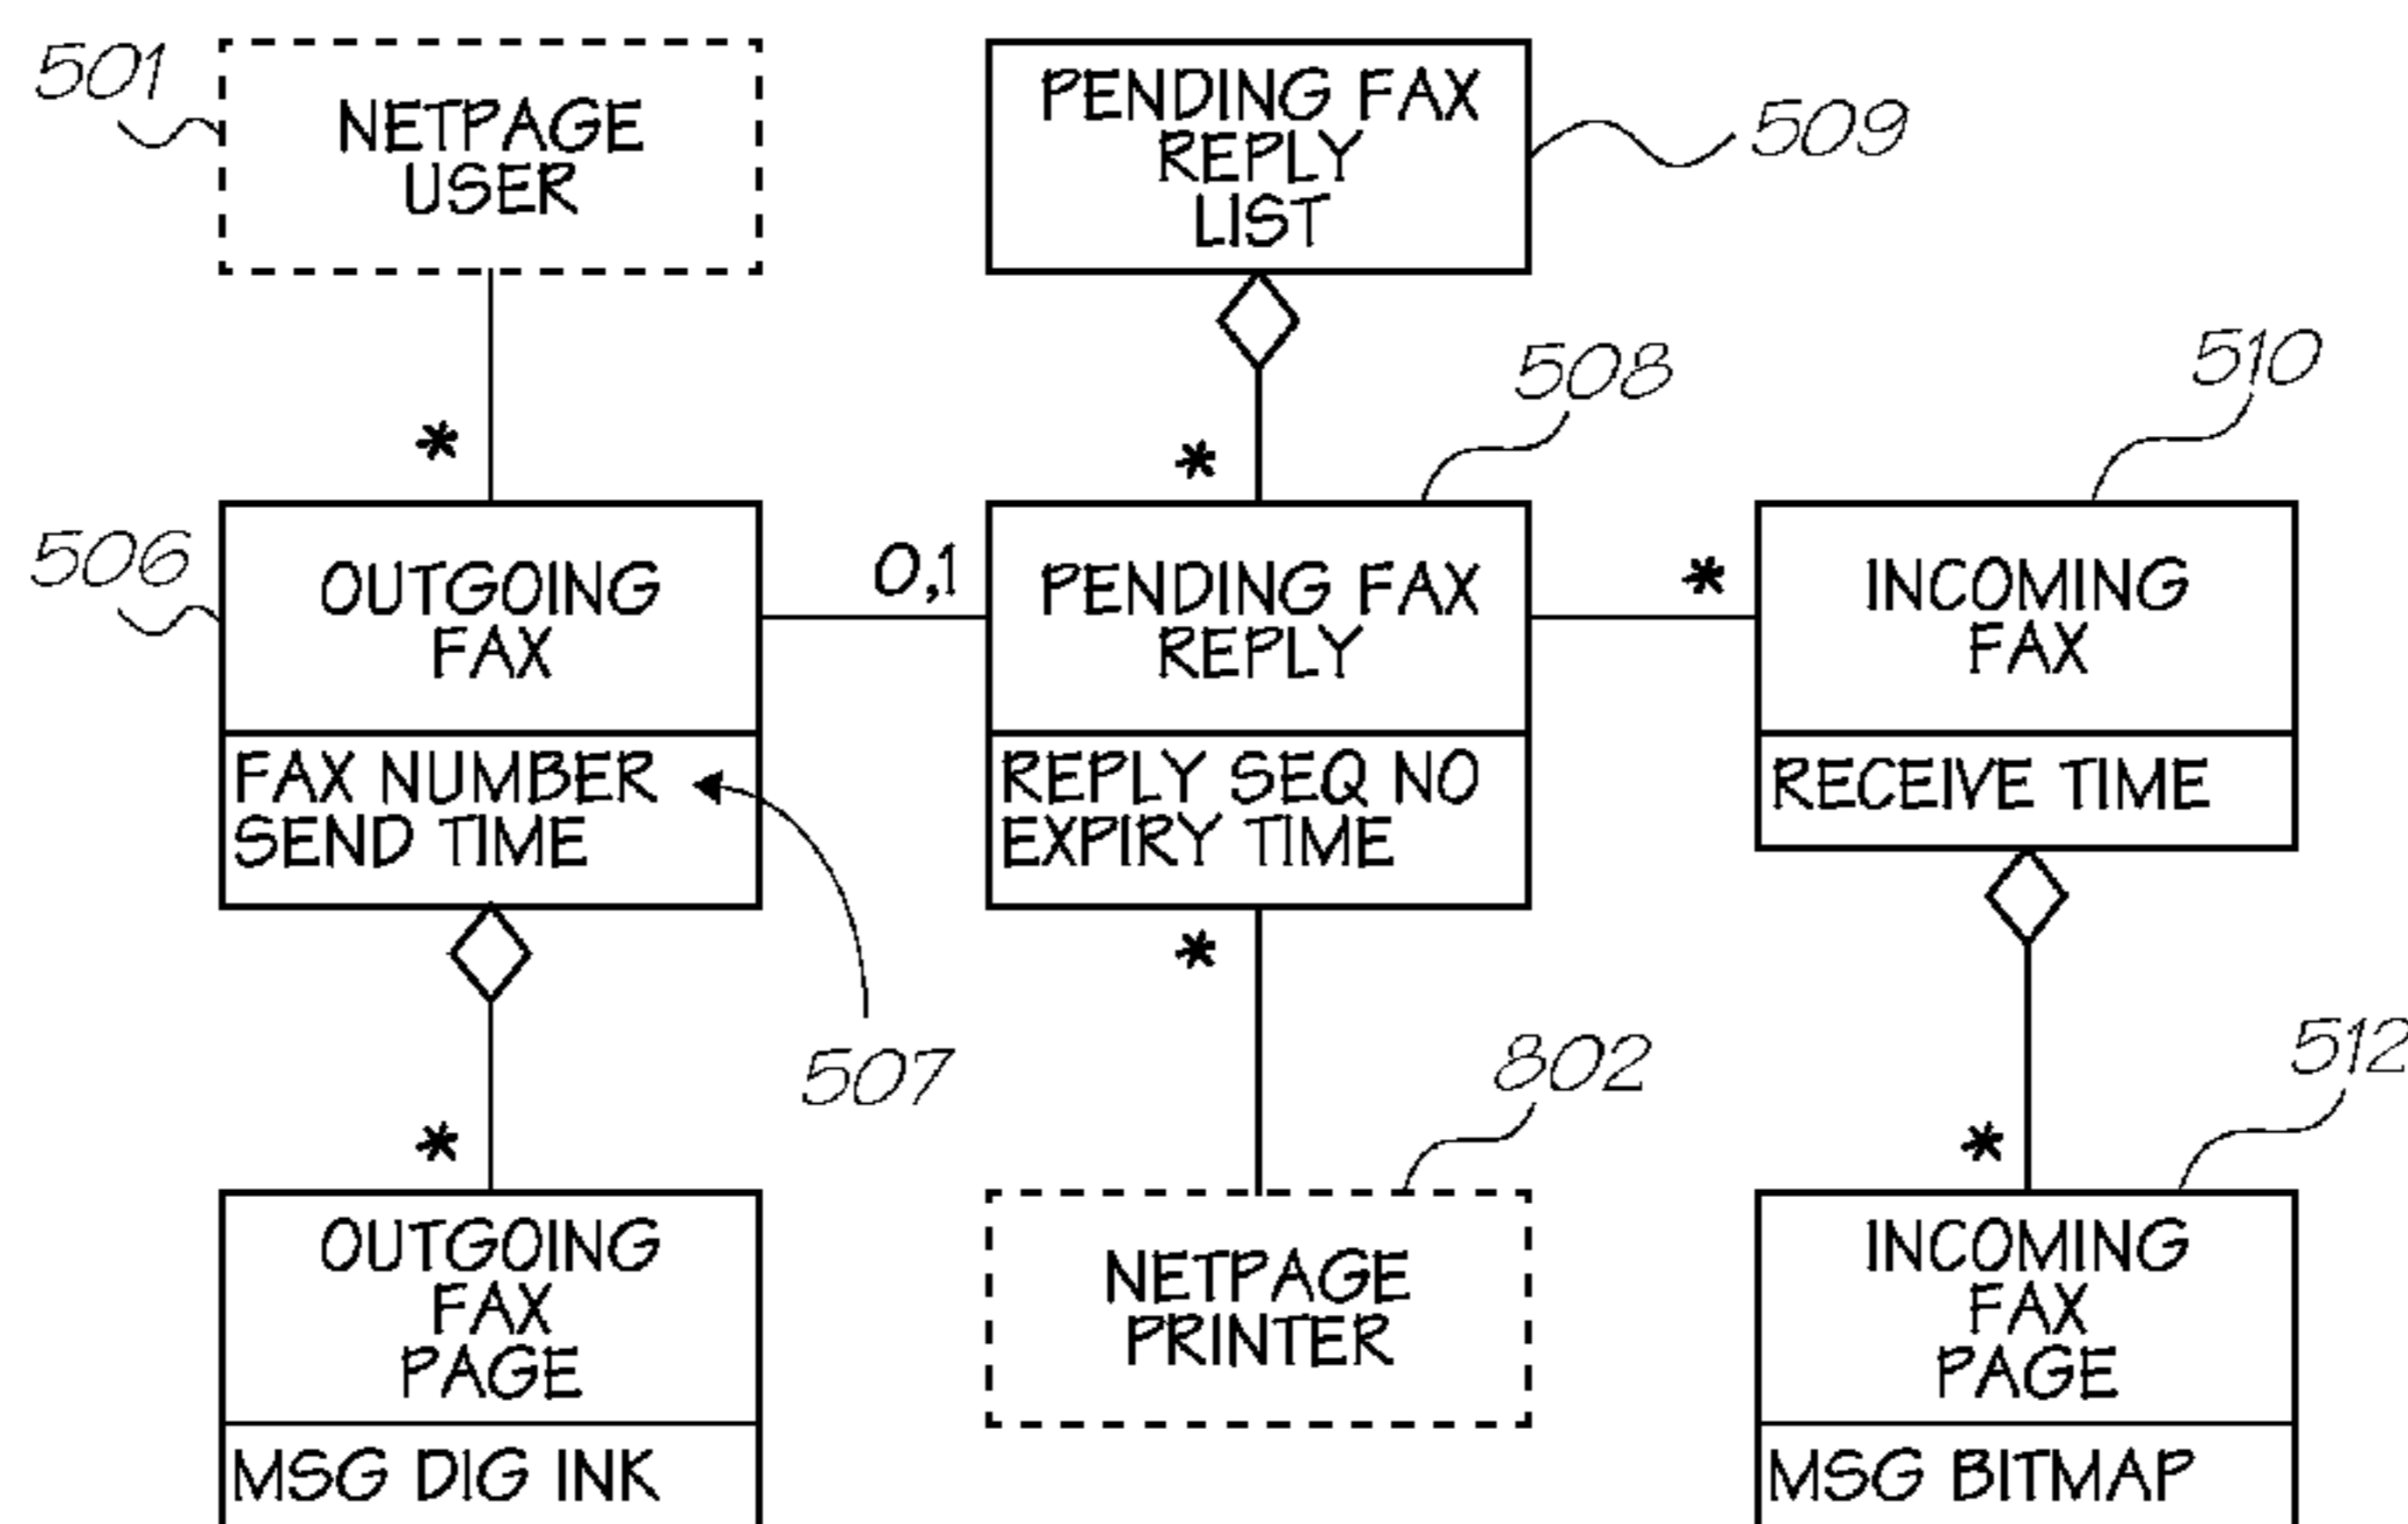 501
NETPAGE
USER
PENDING FAX
REPLY
LIST
509
*
*
508
510
506
OUTGOING
FAX
FAX NUMBER
SEND TIME
0,1
PENDING FAX
REPLY
REPLY SEQ NO
EXPIRY TIME
*
INCOMING
FAX
RECEIVE TIME
507
*
802
512
*
*
OUTGOING
FAX
PAGE
MSG DIG INK
NETPAGE
PRINTER
INCOMING
FAX
PAGE
MSG BITMAP